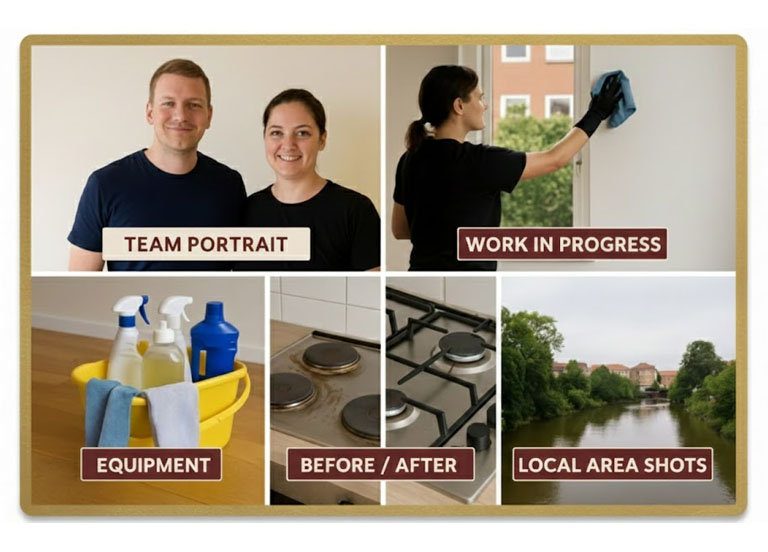 TEAM PORTRAIT
WORK IN PROGRESS
EQUIPMENT
BEFORE / AFTER
LOCAL AREA SHOTS